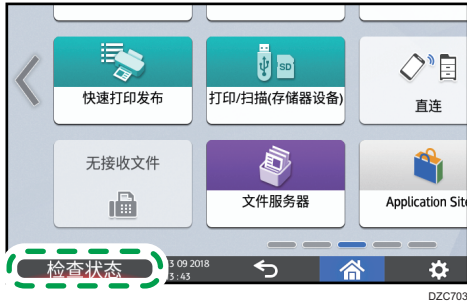 SD
快速打印发布
打印/扫描(存储器设备)
直连
无接收文件
文件服务器
Application Site
检查状态
3 09 2018
3 : 43
DZC703